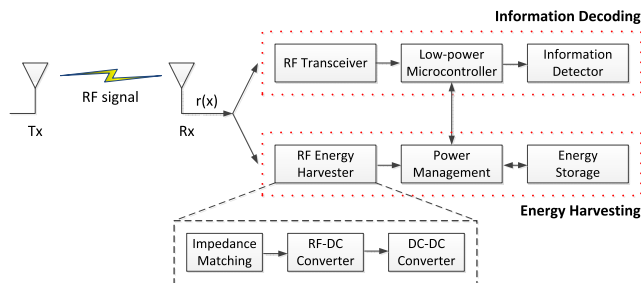 Information Decoding
RF Transceiver
Low-power
Microcontroller
Information
Detector
RF signal
r(x)
Tx
Rx
RF Energy
Harvester
Power
Management
Energy
Storage
Energy Harvesting
Impedance
Matching
RF-DC
Converter
DC-DC
Converter